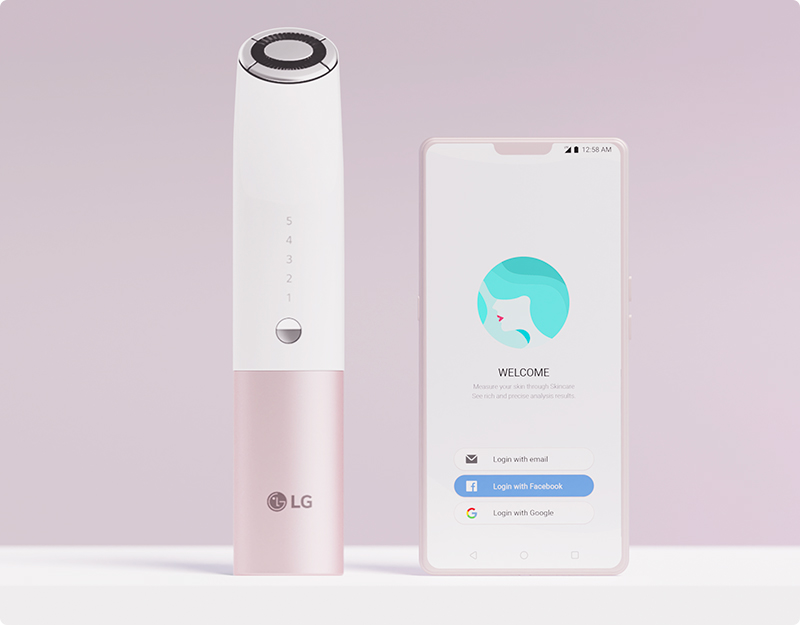 5
4
3
2
1
LG
12:58 AM
WELCOME
Measure your skin through Skincare
See rich and precise analysis results.
Login with email
Login with Facebook
Login with Google